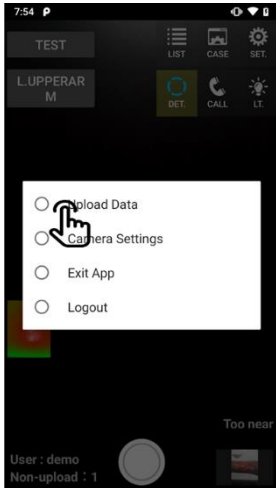 7:54
TEST
LIST
CASE
SET.
L.UPPERAR
M
DET.
CALL
LT.
Upload Data
Camera Settings
Exit App
Logout
Too near
User : demo
Non-upload : 1